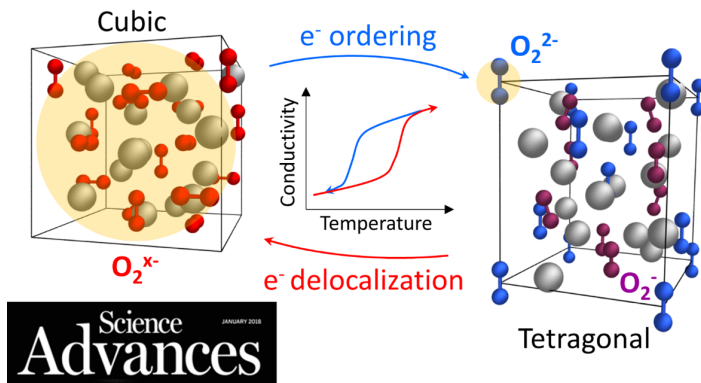 Cubic
e⁻ ordering
O₂²⁻
Conductivity
Temperature
O₂ˣ⁻
e⁻ delocalization
O₂⁻
Tetragonal
Science
JANUARY 2018
Advances